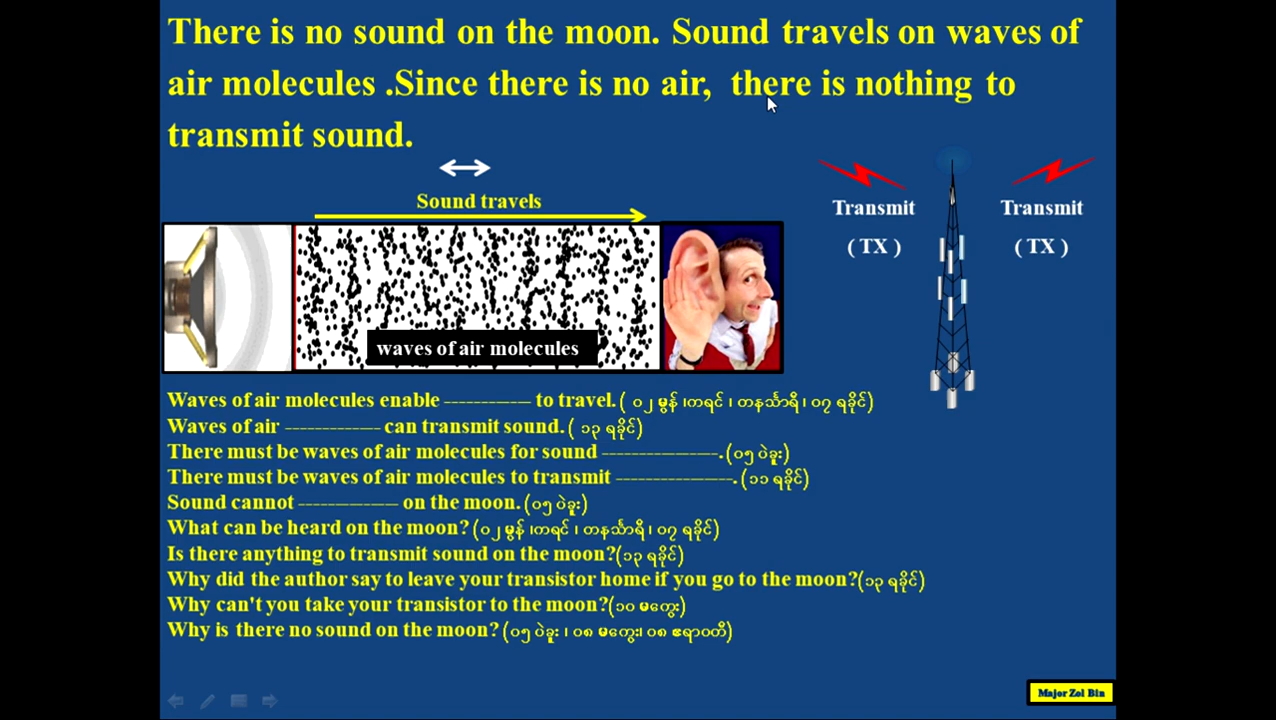 There is no sound on the moon. Sound travels on waves of
air molecules .Since there is no air, there is nothing to
transmit sound.
Sound travels
waves of air molecules
Transmit
( TX )
Transmit
( TX )
Waves of air molecules enable ------------ to travel. ( ၀၂ မွန် ၊ကရင် ၊ တနင်္သာရီ ၊ ၀၇ ရခိုင်)
Waves of air ------------- can transmit sound. ( ၁၃ ရခိုင်)
There must be waves of air molecules for sound ----------------. (၀၅ ပဲခူး)
There must be waves of air molecules to transmit ----------------. (၁၁ ရခိုင်)
Sound cannot -------------- on the moon. (၀၅ ပဲခူး)
What can be heard on the moon? (၀၂ မွန် ၊ကရင် ၊ တနင်္သာရီ ၊ ၀၇ ရခိုင်)
Is there anything to transmit sound on the moon?(၁၃ ရခိုင်)
Why did the author say to leave your transistor home if you go to the moon?(၁၃ ရခိုင်)
Why can't you take your transistor to the moon?(၁၀ မကွေး)
Why is there no sound on the moon? (၀၅ ပဲခူး ၊ ၀၈ မကွေး၊ ၀၈ ဧရာဝတီ)
Major Zol Bin